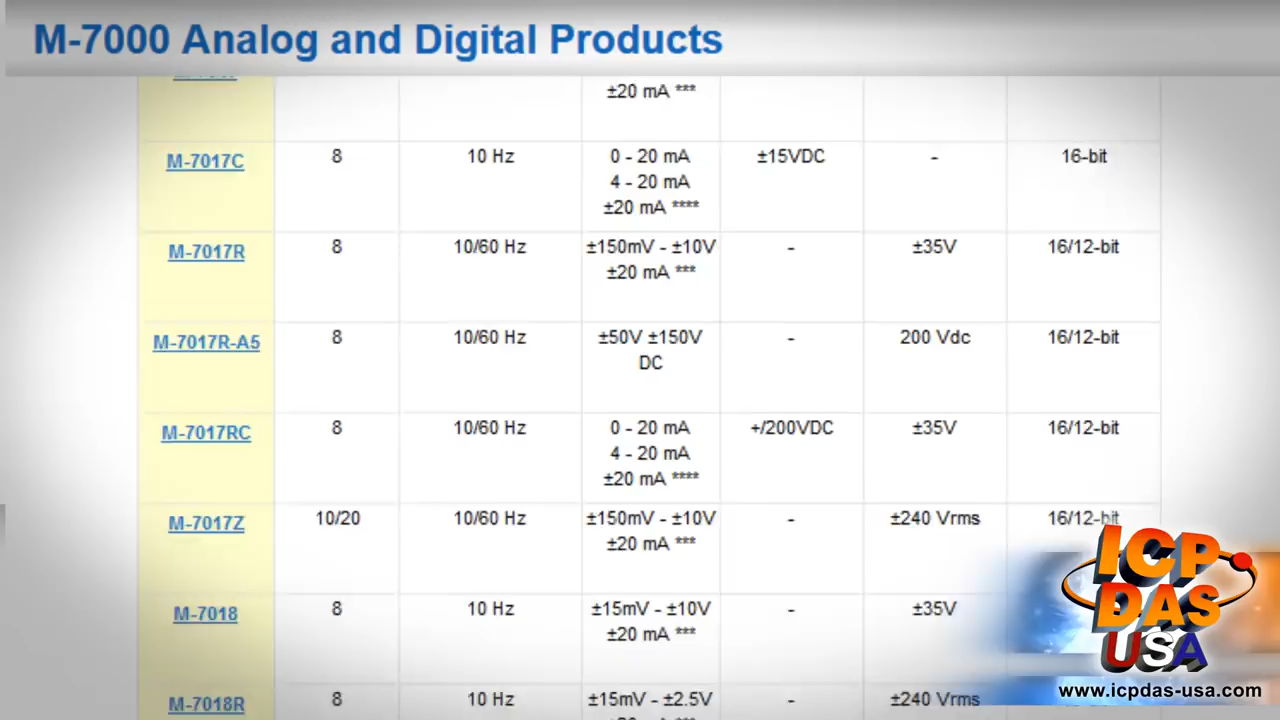 M-7000 Analog and Digital Products
±20 mA ***
M-7017C 8 10 Hz 0 - 20 mA ±15VDC - 16-bit
4 - 20 mA
±20 mA ****
M-7017R 8 10/60 Hz ±150mV - ±10V - ±35V 16/12-bit
±20 mA ***
M-7017R-A5 8 10/60 Hz ±50V ±150V - 200 Vdc 16/12-bit
DC
M-7017RC 8 10/60 Hz 0 - 20 mA +/200VDC ±35V 16/12-bit
4 - 20 mA
±20 mA ****
M-7017Z 10/20 10/60 Hz ±150mV - ±10V - ±240 Vrms 16/12-bit
±20 mA ***
M-7018 8 10 Hz ±15mV - ±10V - ±35V
±20 mA ***
M-7018R 8 10 Hz ±15mV - ±2.5V - ±240 Vrms
ICP
DAS
USA
www.icpdas-usa.com